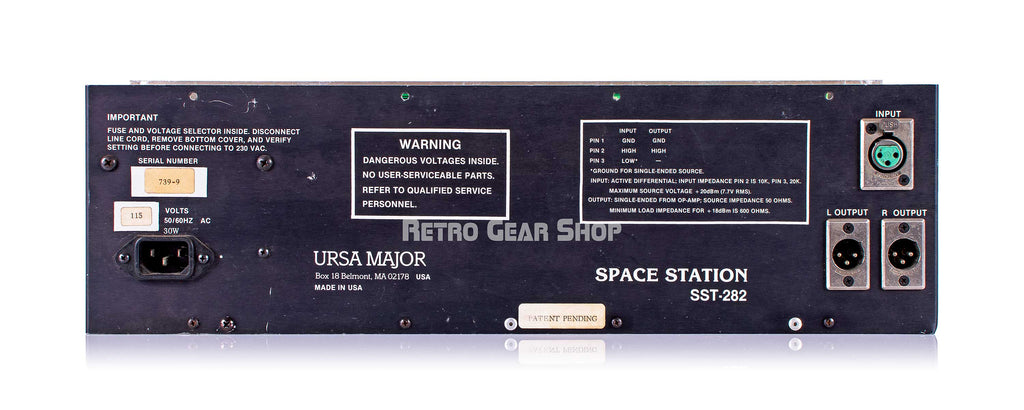 IMPORTANT
FUSE AND VOLTAGE SELECTOR INSIDE. DISCONNECT
LINE CORD, REMOVE BOTTOM COVER, AND VERIFY
SETTING BEFORE CONNECTING TO 230 VAC.
SERIAL NUMBER
739-9
115
VOLTS
50/60HZ AC
30W
WARNING
DANGEROUS VOLTAGES INSIDE.
NO USER-SERVICEABLE PARTS.
REFER TO QUALIFIED SERVICE
PERSONNEL.
INPUT OUTPUT
PIN 1 GND GND
PIN 2 HIGH HIGH
PIN 3 LOW* —
*GROUND FOR SINGLE-ENDED SOURCE.
INPUT: ACTIVE DIFFERENTIAL: INPUT IMPEDANCE PIN 2 IS 10K, PIN 3, 20K.
MAXIMUM SOURCE VOLTAGE +20dBm (7.7V RMS).
OUTPUT: SINGLE-ENDED FROM OP-AMP; SOURCE IMPEDANCE 50 OHMS.
MINIMUM LOAD IMPEDANCE FOR +18dBm IS 600 OHMS.
INPUT
PUSH
L OUTPUT R OUTPUT
RETRO GEAR SHOP
URSA MAJOR
Box 18 Belmont, MA 02178 USA
MADE IN USA
SPACE STATION
SST-282
PATENT PENDING